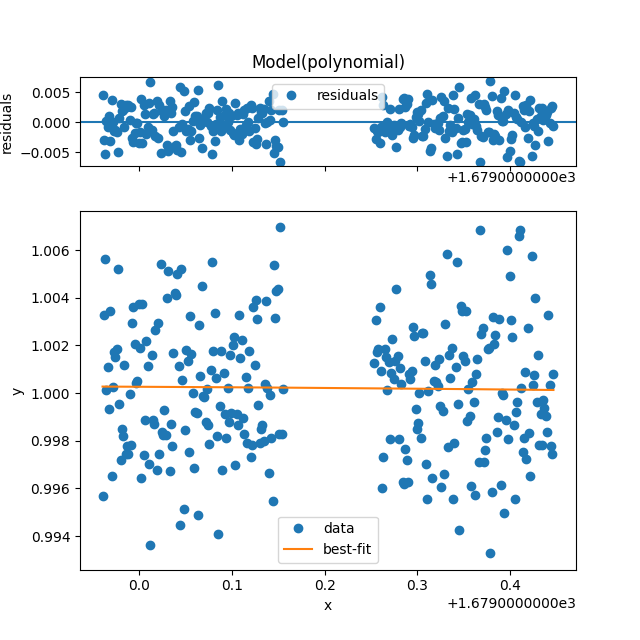 Model(polynomial)
residuals
0.005
0.000
−0.005
residuals
+1.6790000000e3
1.006
1.004
1.002
1.000
0.998
0.996
0.994
y
data
best-fit
0.0 0.1 0.2 0.3 0.4
x
+1.6790000000e3